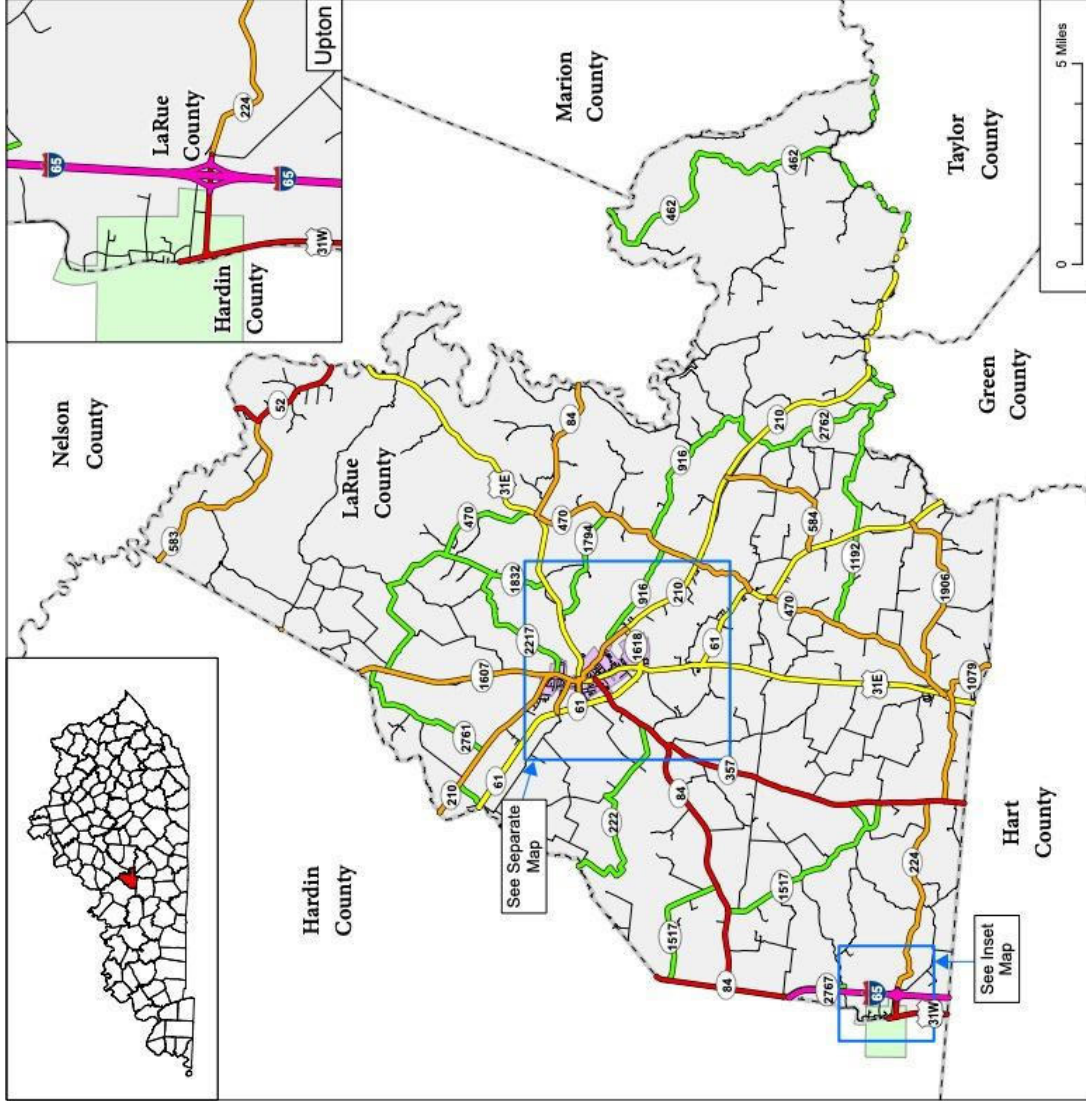 Hardin
County
Nelson
County
Marion
County
Taylor
County
Green
County
Hart
County
LaRue
County
See Separate
Map
See Inset
Map
583
52
470
31E
84
1832
2217
1607
2761
210
61
470
1794
916
916
210
1618
61
61
31E
222
84
357
1517
1517
84
2767
65
31W
224
1079
470
1906
1192
584
210
2762
462
462
Upton
LaRue
County
Hardin
County
65
65
224
31W
0
5 Miles